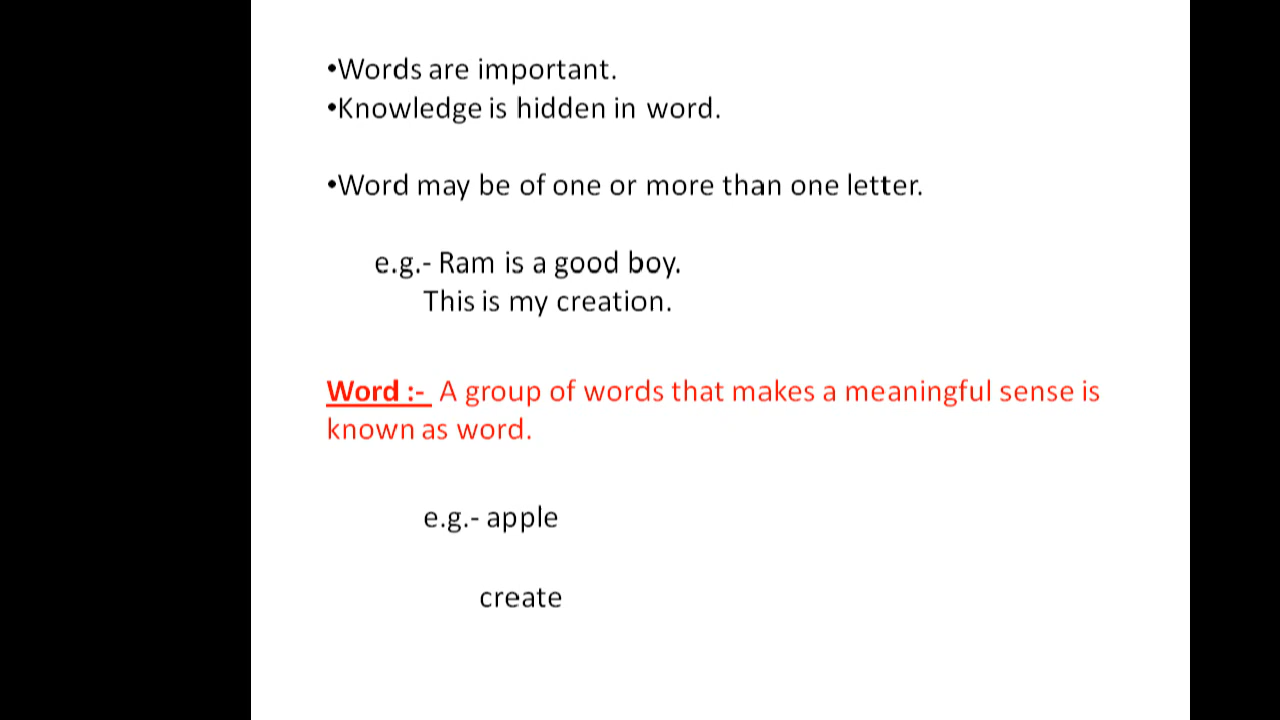 •Words are important.
•Knowledge is hidden in word.
•Word may be of one or more than one letter.
e.g.- Ram is a good boy.
This is my creation.
Word :- A group of words that makes a meaningful sense is
known as word.
e.g.- apple
create